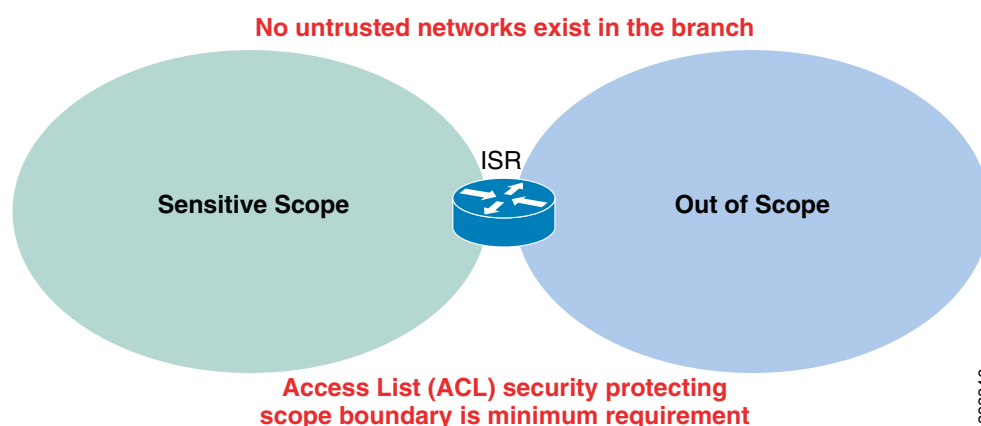 No untrusted networks exist in the branch
ISR
Sensitive Scope
Out of Scope
Access List (ACL) security protecting
scope boundary is minimum requirement